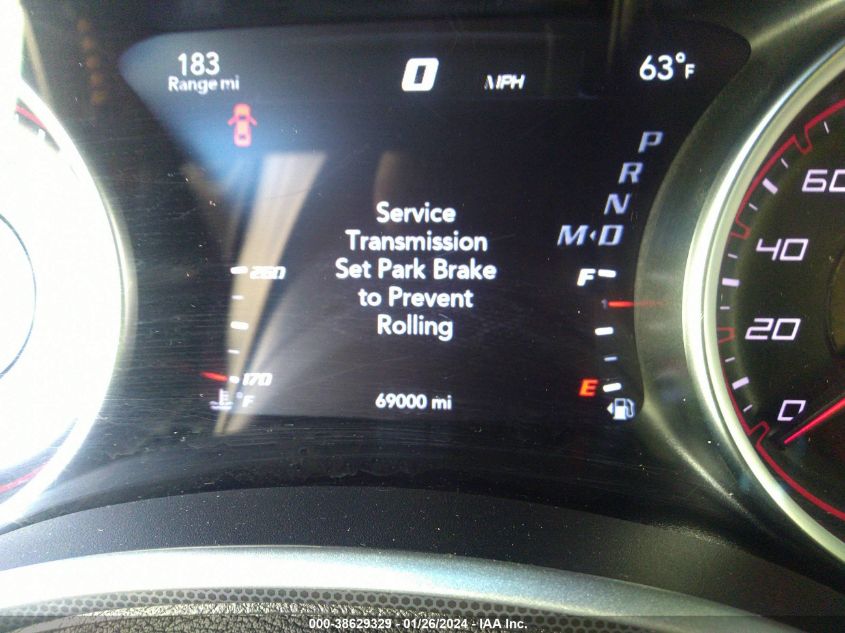 183
Range mi
0 MPH
63°F
P
R
N
M◂D
Service
Transmission
Set Park Brake
to Prevent
Rolling
260
170
°F
F
E
69000 mi
60
40
20
0
000-38629329 - 01/26/2024 - IAA Inc.